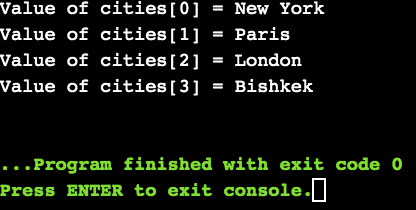 Value of cities[0] = New York
Value of cities[1] = Paris
Value of cities[2] = London
Value of cities[3] = Bishkek
...Program finished with exit code 0
Press ENTER to exit console.